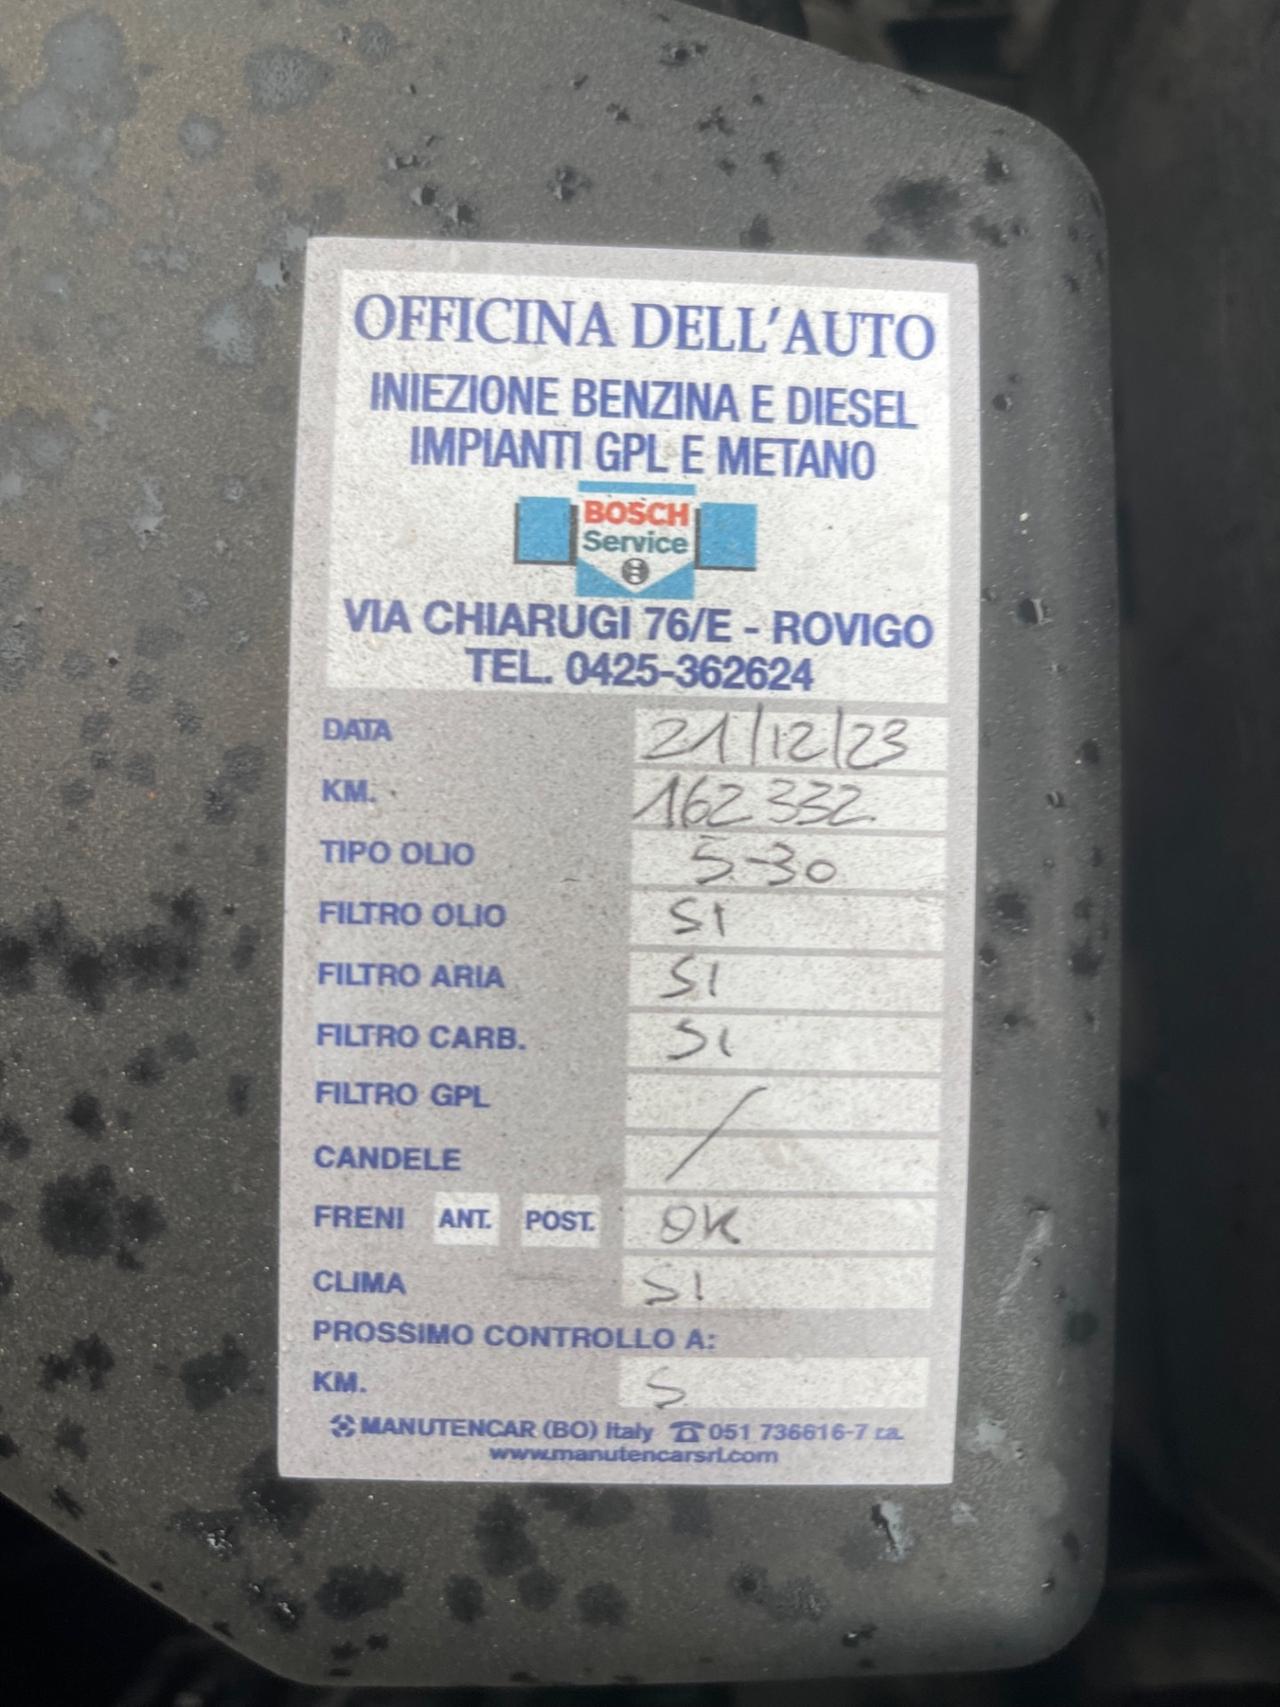 OFFICINA DELL'AUTO
INIEZIONE BENZINA E DIESEL
IMPIANTI GPL E METANO
BOSCH
Service
VIA CHIARUGI 76/E - ROVIGO
TEL. 0425-362624
DATA 21/12/23
KM. 162332
TIPO OLIO 5-30
FILTRO OLIO SI
FILTRO ARIA SI
FILTRO CARB. SI
FILTRO GPL /
CANDELE
FRENI ANT. POST. OK
CLIMA SI
PROSSIMO CONTROLLO A:
KM. S
MANUTENCAR (BO) Italy ☎ 051 736616-7 r.a.
www.manutencarsrl.com